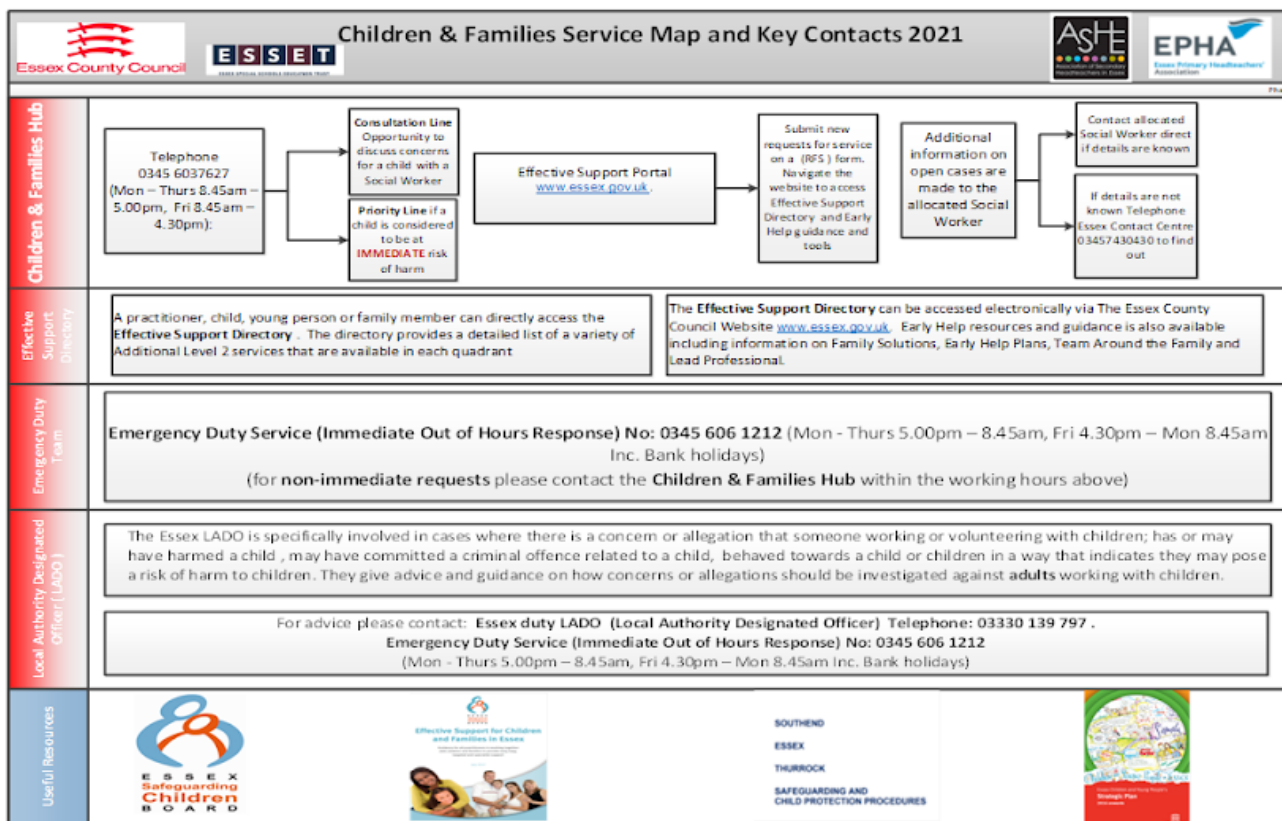 Children & Families Service Map and Key Contacts 2021
Essex County Council
ESSET
ASHE
Association of Secondary
Headteachers in Essex
EPHA
Essex Primary Headteachers'
Association
Children & Families Hub
Telephone
0345 6037627
(Mon – Thurs 8.45am –
5.00pm, Fri 8.45am –
4.30pm):
Consultation Line
Opportunity to
discuss concerns
for a child with a
Social Worker
Priority Line if a
child is considered
to be at
IMMEDIATE risk
of harm
Effective Support Portal
www.essex.gov.uk.
Submit new
requests for service
on a (RFS ) form.
Navigate the
website to access
Effective Support
Directory and Early
Help guidance and
tools
Additional
information on
open cases are
made to the
allocated Social
Worker
Contact allocated
Social Worker direct
if details are known
If details are not
known Telephone
Essex Contact Centre
03457430430 to find
out
Effective
Support
Directory
A practitioner, child, young person or family member can directly access the
Effective Support Directory . The directory provides a detailed list of a variety of
Additional Level 2 services that are available in each quadrant
The Effective Support Directory can be accessed electronically via The Essex County
Council Website www.essex.gov.uk. Early Help resources and guidance is also available
including information on Family Solutions, Early Help Plans, Team Around the Family and
Lead Professional.
Emergency Duty
Team
Emergency Duty Service (Immediate Out of Hours Response) No: 0345 606 1212 (Mon - Thurs 5.00pm – 8.45am, Fri 4.30pm – Mon 8.45am
Inc. Bank holidays)
(for non-immediate requests please contact the Children & Families Hub within the working hours above)
Local Authority Designated
Officer ( LADO )
The Essex LADO is specifically involved in cases where there is a concern or allegation that someone working or volunteering with children; has or may
have harmed a child , may have committed a criminal offence related to a child, behaved towards a child or children in a way that indicates they may pose
a risk of harm to children. They give advice and guidance on how concerns or allegations should be investigated against adults working with children.
For advice please contact: Essex duty LADO (Local Authority Designated Officer) Telephone: 03330 139 797 .
Emergency Duty Service (Immediate Out of Hours Response) No: 0345 606 1212
(Mon - Thurs 5.00pm – 8.45am, Fri 4.30pm – Mon 8.45am Inc. Bank holidays)
Useful Resources
ESSEX
Safeguarding
Children
BOARD
Effective Support for Children
and Families in Essex
SOUTHEND
ESSEX
THURROCK
SAFEGUARDING AND
CHILD PROTECTION PROCEDURES
Essex Children and Young People's
Strategic Plan